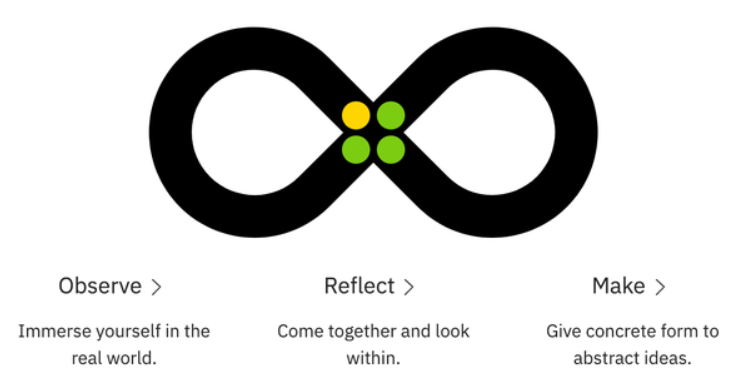 Observe >
Immerse yourself in the
real world.
Reflect >
Come together and look
within.
Make >
Give concrete form to
abstract ideas.